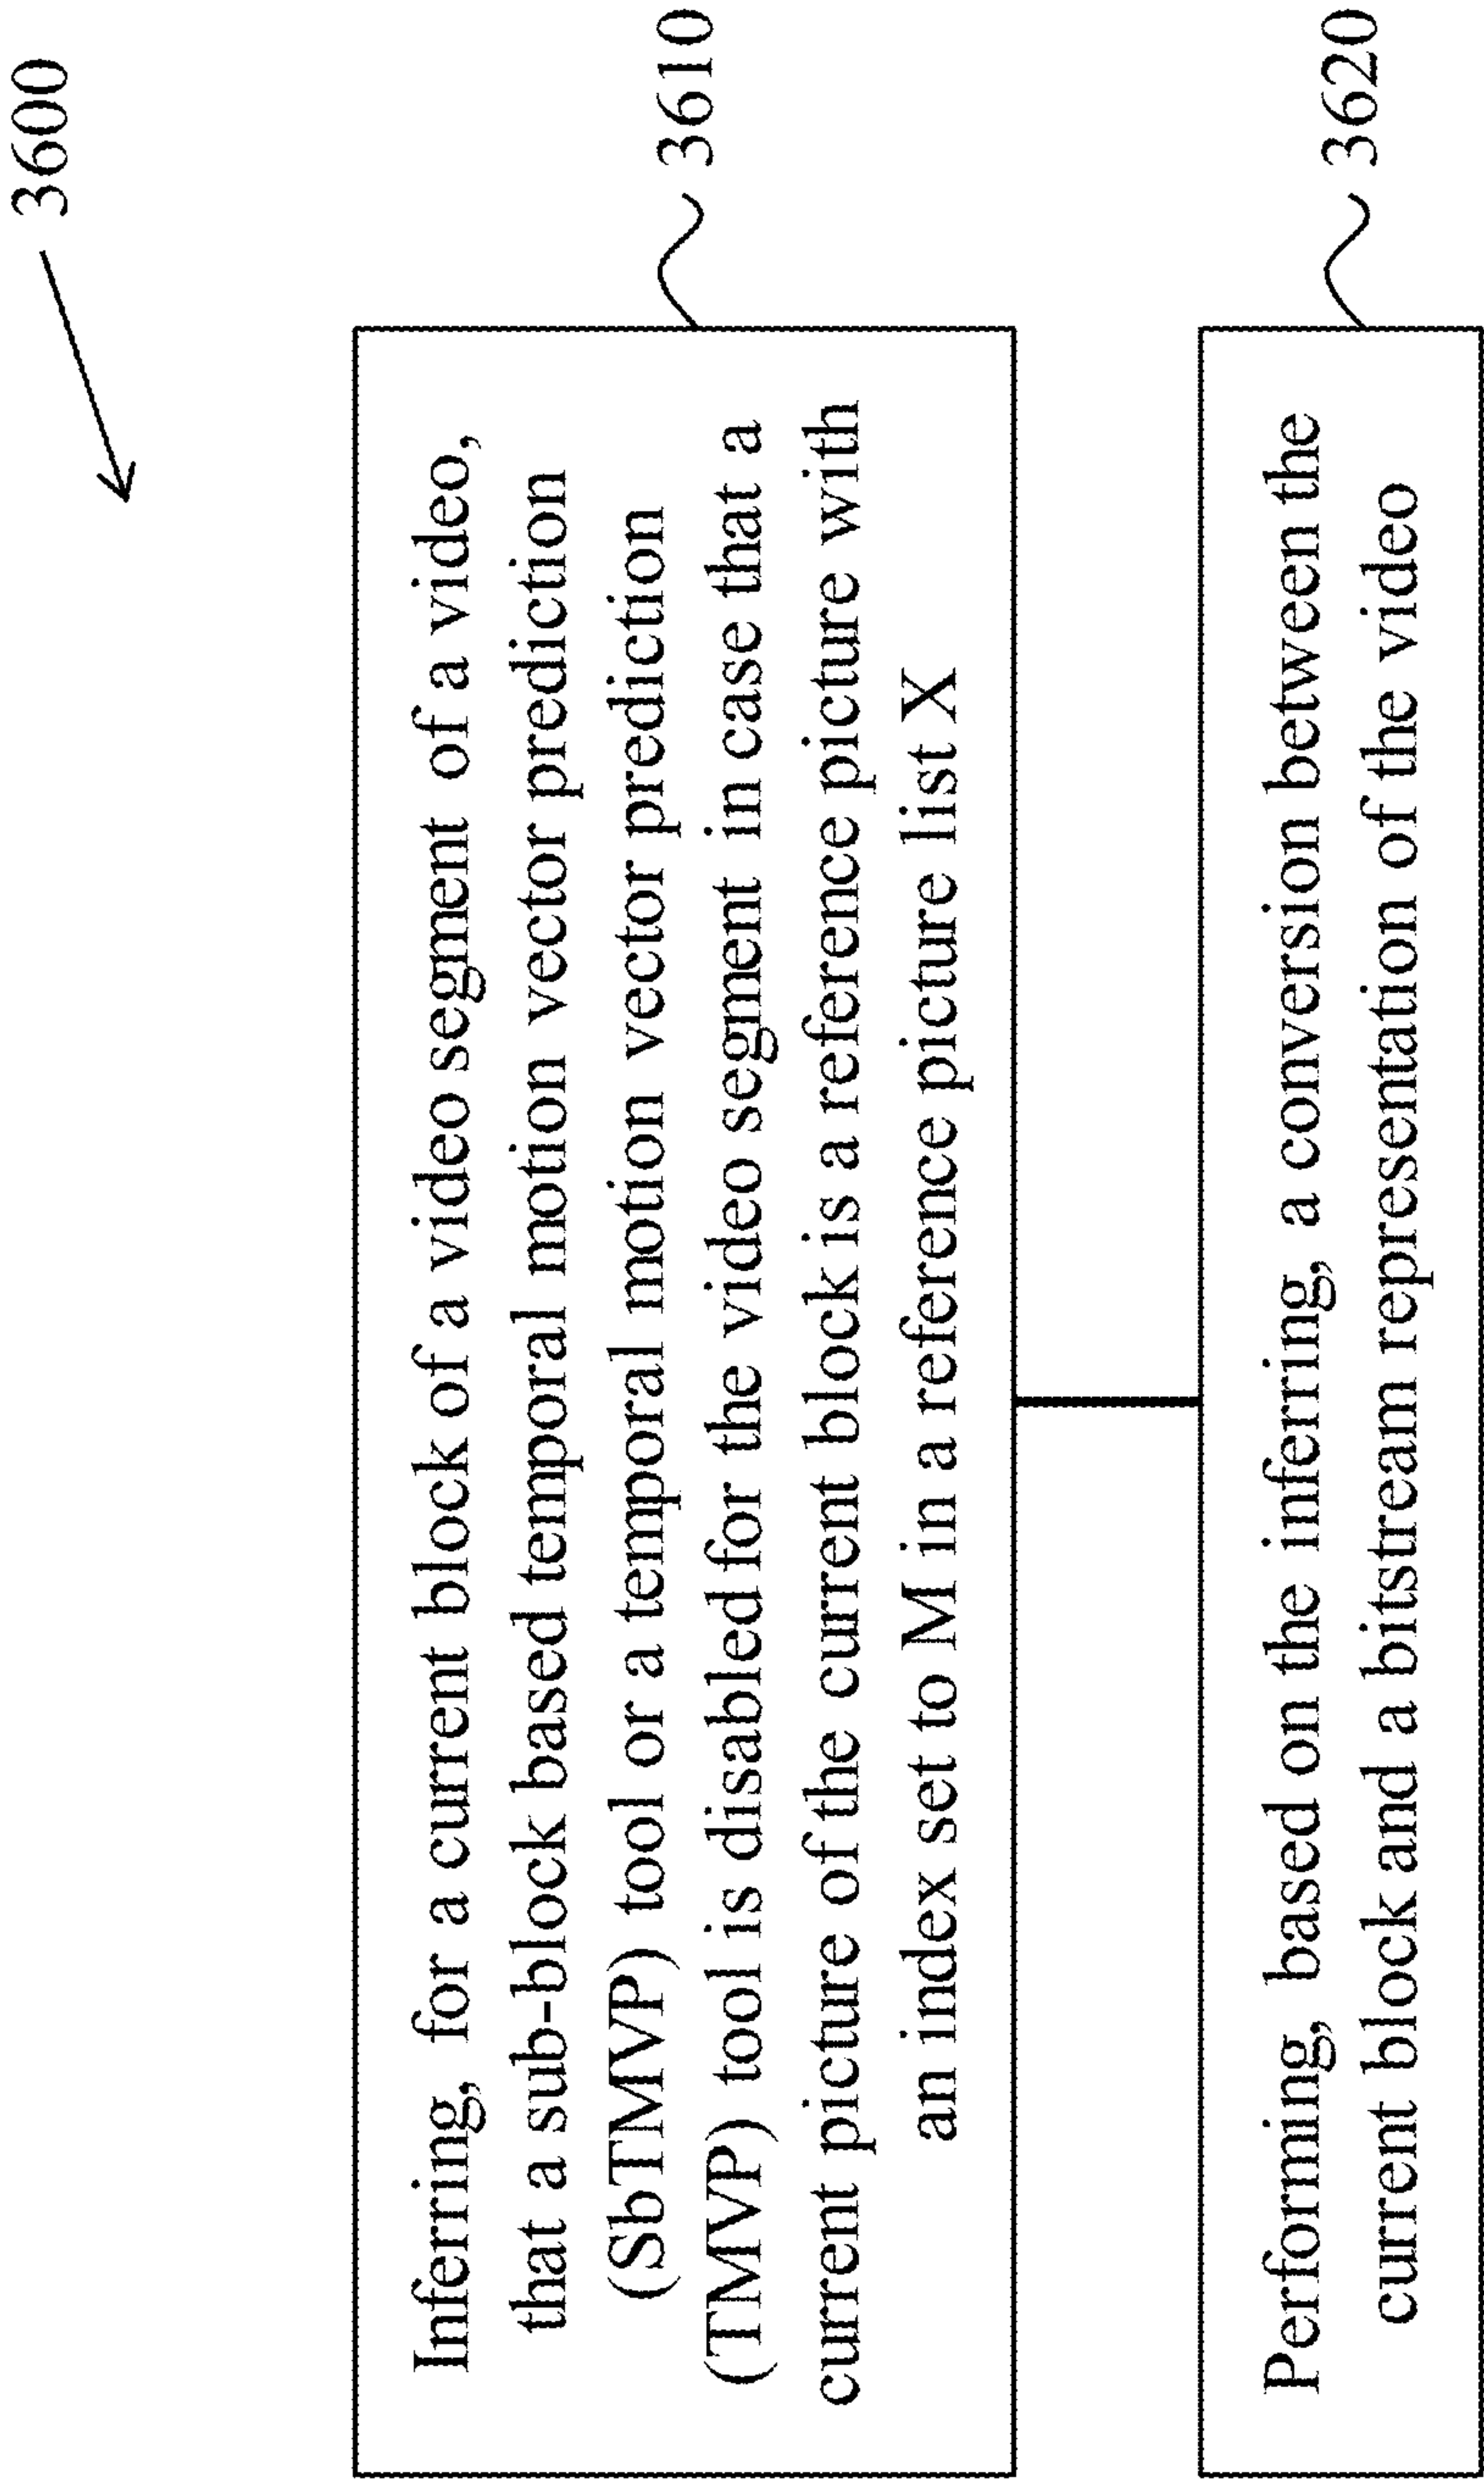 3600
Inferring, for a current block of a video segment of a video,
that a sub-block based temporal motion vector prediction
(SbTMVP) tool or a temporal motion vector prediction
(TMVP) tool is disabled for the video segment in case that a
current picture of the current block is a reference picture with
an index set to M in a reference picture list X
3610
Performing, based on the inferring, a conversion between the
current block and a bitstream representation of the video
3620